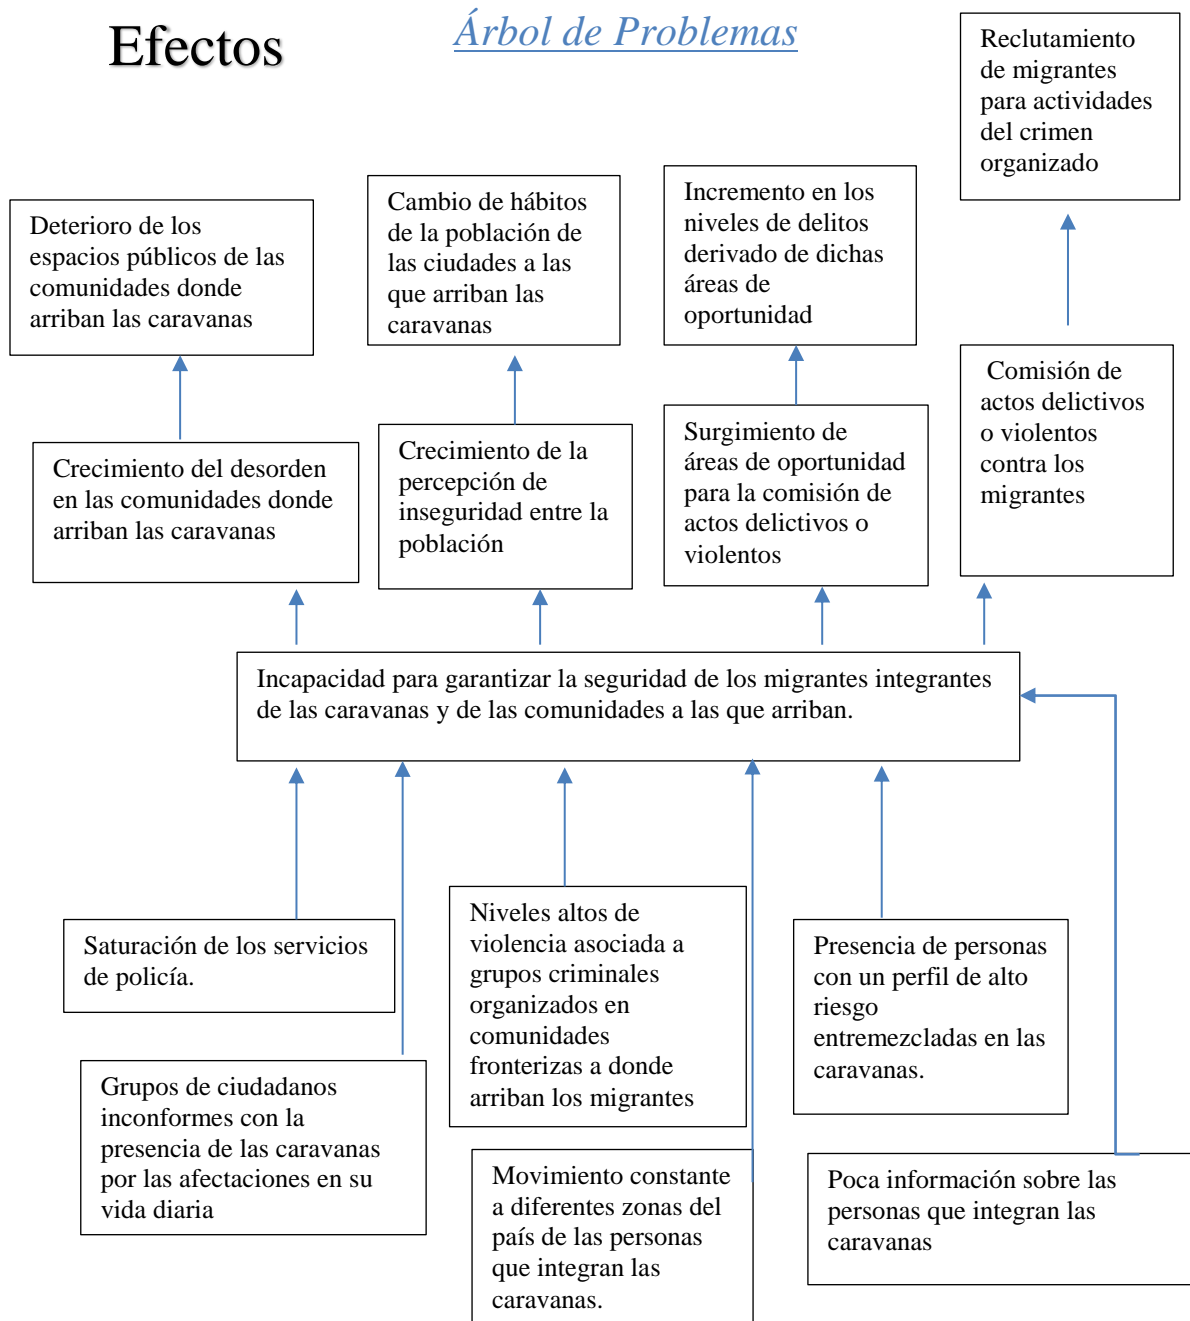 Efectos
Árbol de Problemas
Reclutamiento
de migrantes
para actividades
del crimen
organizado
Deterioro de los
espacios públicos de las
comunidades donde
arriban las caravanas
Cambio de hábitos
de la población de
las ciudades a las
que arriban las
caravanas
Incremento en los
niveles de delitos
derivado de dichas
áreas de
oportunidad
Crecimiento del desorden
en las comunidades donde
arriban las caravanas
Crecimiento de la
percepción de
inseguridad entre la
población
Surgimiento de
áreas de oportunidad
para la comisión de
actos delictivos o
violentos
Comisión de
actos delictivos
o violentos
contra los
migrantes
Incapacidad para garantizar la seguridad de los migrantes integrantes
de las caravanas y de las comunidades a las que arriban.
Saturación de los servicios
de policía.
Niveles altos de
violencia asociada a
grupos criminales
organizados en
comunidades
fronterizas a donde
arriban los migrantes
Presencia de personas
con un perfil de alto
riesgo
entremezcladas en las
caravanas.
Grupos de ciudadanos
inconformes con la
presencia de las caravanas
por las afectaciones en su
vida diaria
Movimiento constante
a diferentes zonas del
país de las personas
que integran las
caravanas.
Poca información sobre las
personas que integran las
caravanas